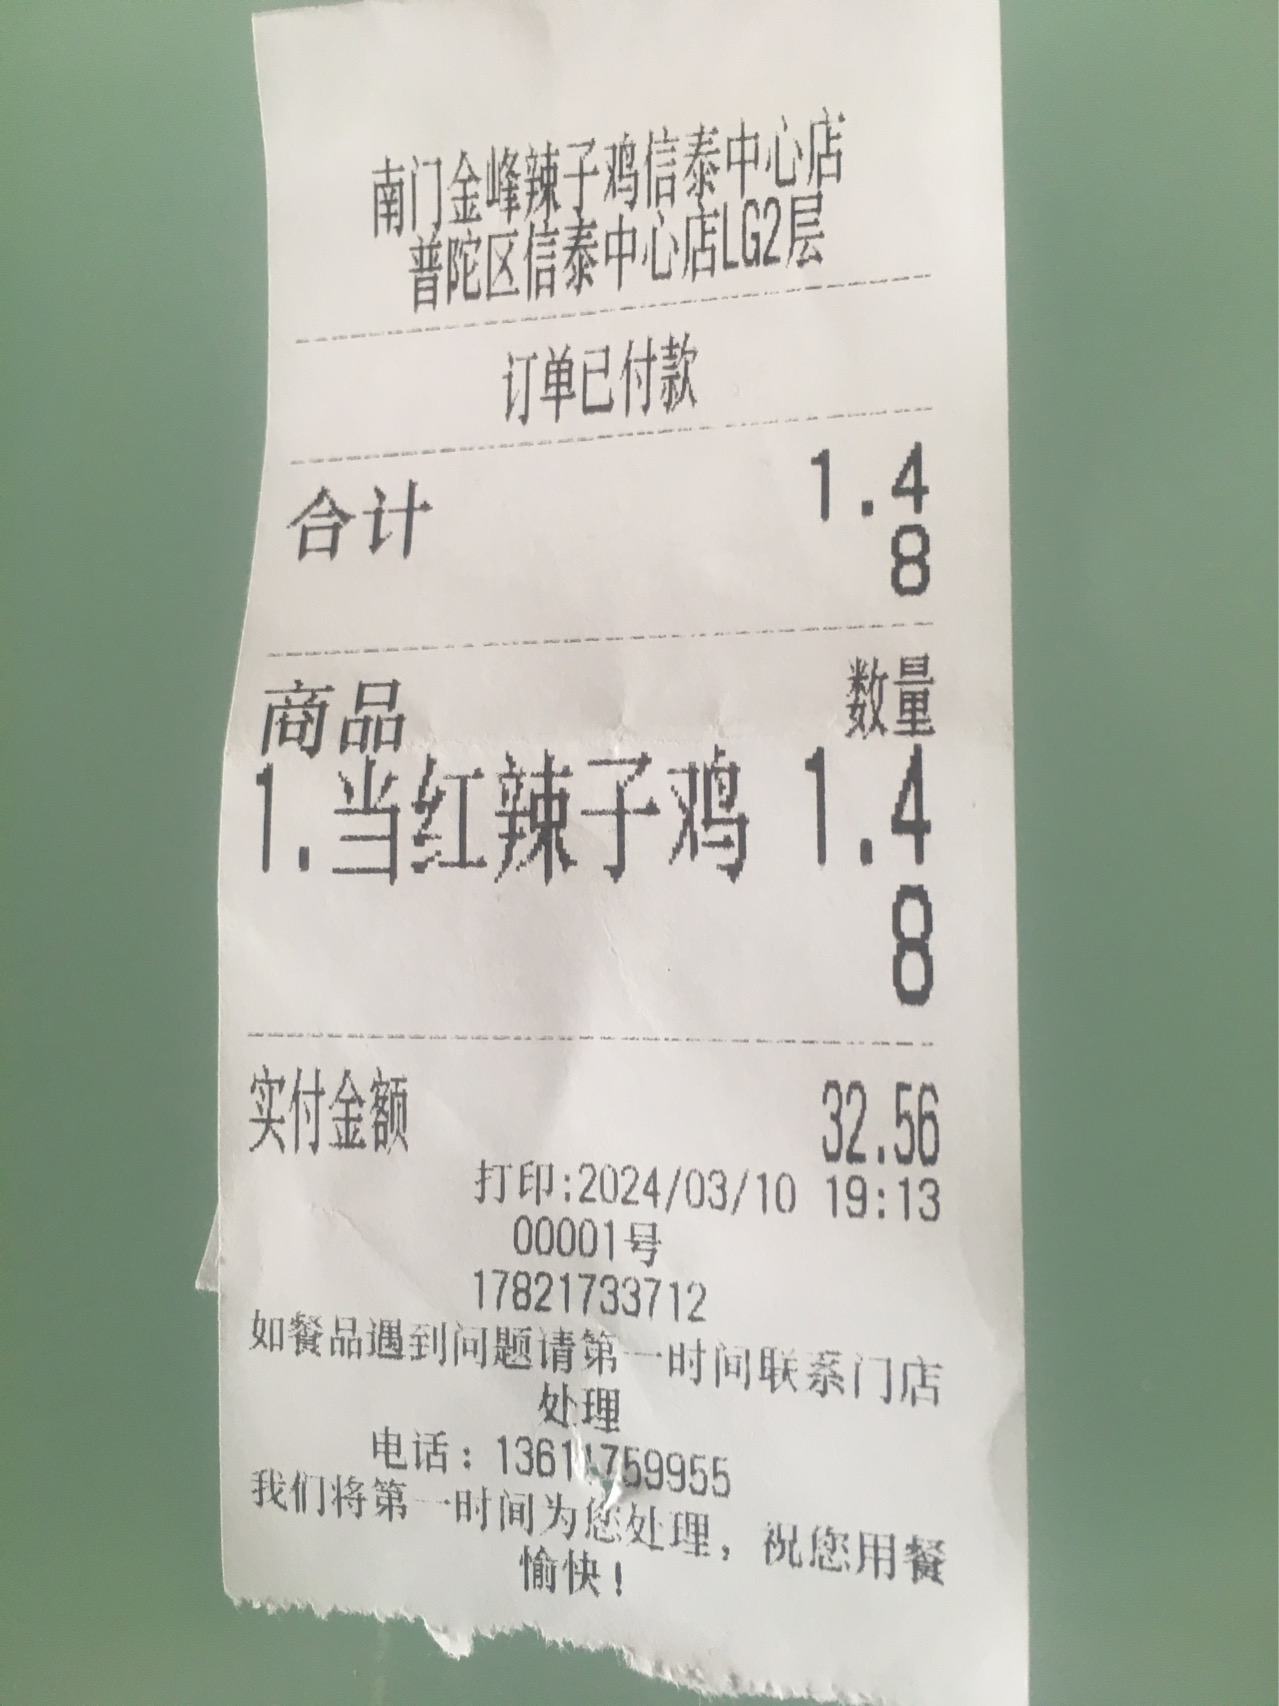 南门金峰辣子鸡信泰中心店
普陀区信泰中心店LG2层
订单已付款
合计 1.4
8
商品 数量
1.当红辣子鸡 1.4
8
实付金额 32.56
打印:2024/03/10 19:13
00001号
17821733712
如餐品遇到问题请第一时间联系门店
处理
电话：13611759955
我们将第一时间为您处理，祝您用餐
愉快！